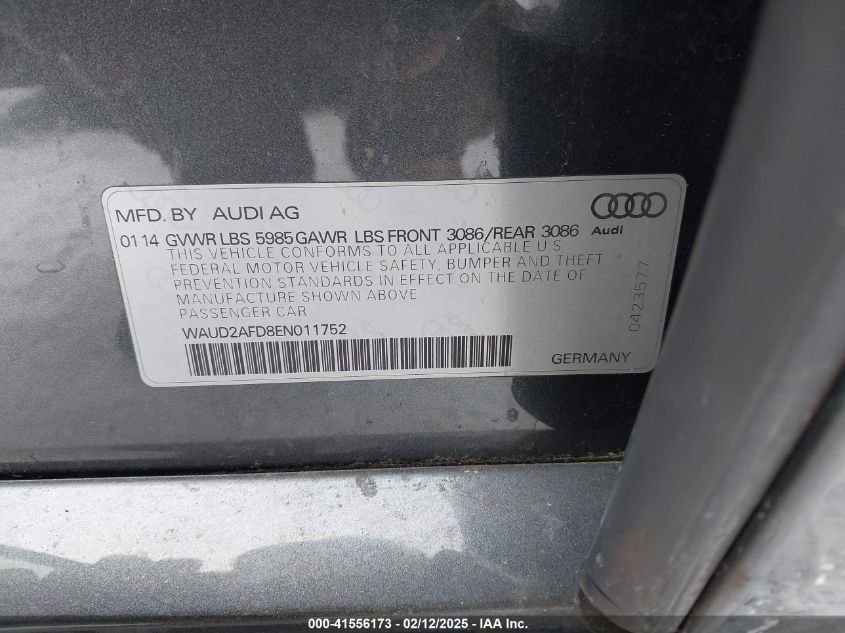 MFD. BY AUDI AG
01 14 GVWR LBS 5985 GAWR LBS FRONT 3086/REAR 3086
Audi
THIS VEHICLE CONFORMS TO ALL APPLICABLE U S
FEDERAL MOTOR VEHICLE SAFETY, BUMPER AND THEFT
PREVENTION STANDARDS IN EFFECT ON THE DATE OF
MANUFACTURE SHOWN ABOVE
PASSENGER CAR
WAUD2AFD8EN011752
GERMANY
0423577
000-41556173 - 02/12/2025 - IAA Inc.